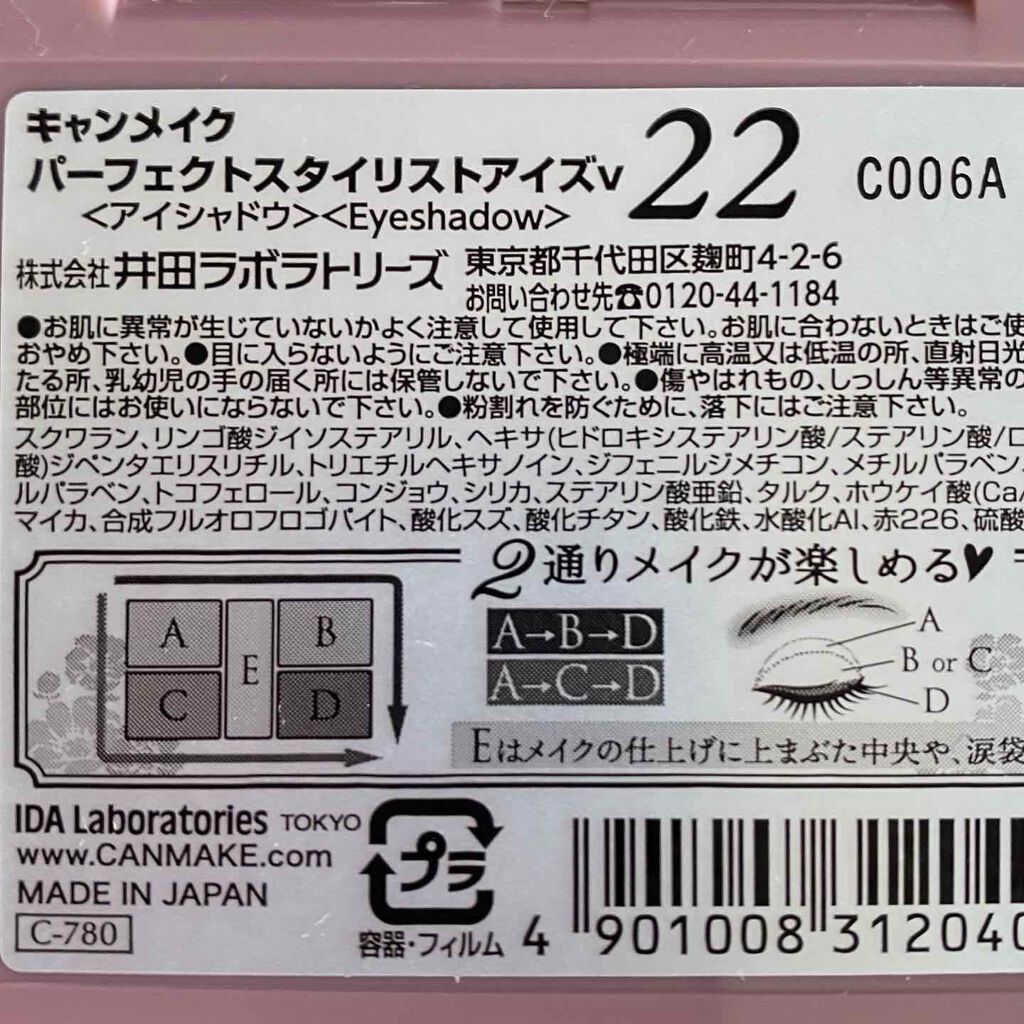 キャンメイク
パーフェクトスタイリストアイズv 22 C006A
<アイシャドウ><Eyeshadow>
株式会社 井田ラボラトリーズ 東京都千代田区麹町4-2-6
お問い合わせ先☎0120-44-1184
●お肌に異常が生じていないかよく注意して使用して下さい。お肌に合わないときはご使
おやめ下さい。●目に入らないようにご注意下さい。●極端に高温又は低温の所、直射日光
たる所、乳幼児の手の届く所には保管しないで下さい。●傷やはれもの、しっしん等異常の
部位にはお使いにならないで下さい。●粉割れを防ぐために、落下にはご注意下さい。
スクワラン、リンゴ酸ジイソステアリル、ヘキサ(ヒドロキシステアリン酸/ステアリン酸/ロ
酸)ジペンタエリスリチル、トリエチルヘキサノイン、ジフェニルジメチコン、メチルパラベン、
ルパラベン、トコフェロール、コンジョウ、シリカ、ステアリン酸亜鉛、タルク、ホウケイ酸(Ca/
マイカ、合成フルオロフロゴパイト、酸化スズ、酸化チタン、酸化鉄、水酸化Al、赤226、硫酸
2通りメイクが楽しめる♥
A B
E
C D
A→B→D
A→C→D
A
B or C
D
Eはメイクの仕上げに上まぶた中央や、涙袋
IDA Laboratories TOKYO
www.CANMAKE.com
MADE IN JAPAN
C-780
プラ
容器・フィルム
4 901008 312040